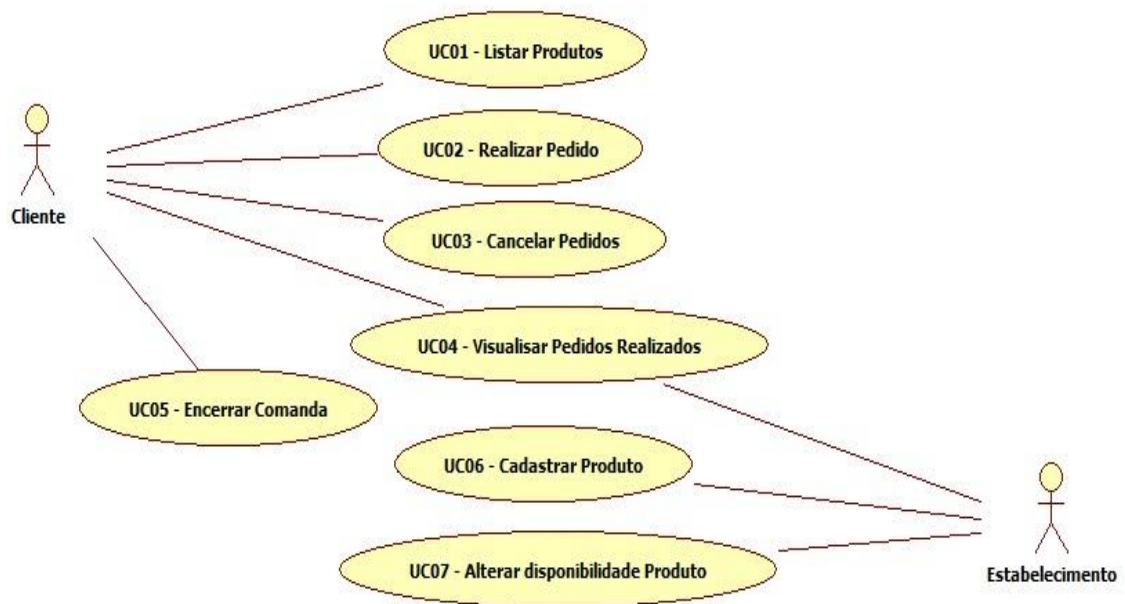 UC01 - Listar Produtos
UC02 - Realizar Pedido
Cliente
UC03 - Cancelar Pedidos
UC04 - Visualisar Pedidos Realizados
UC05 - Encerrar Comanda
UC06 - Cadastrar Produto
UC07 - Alterar disponibilidade Produto
Estabelecimento